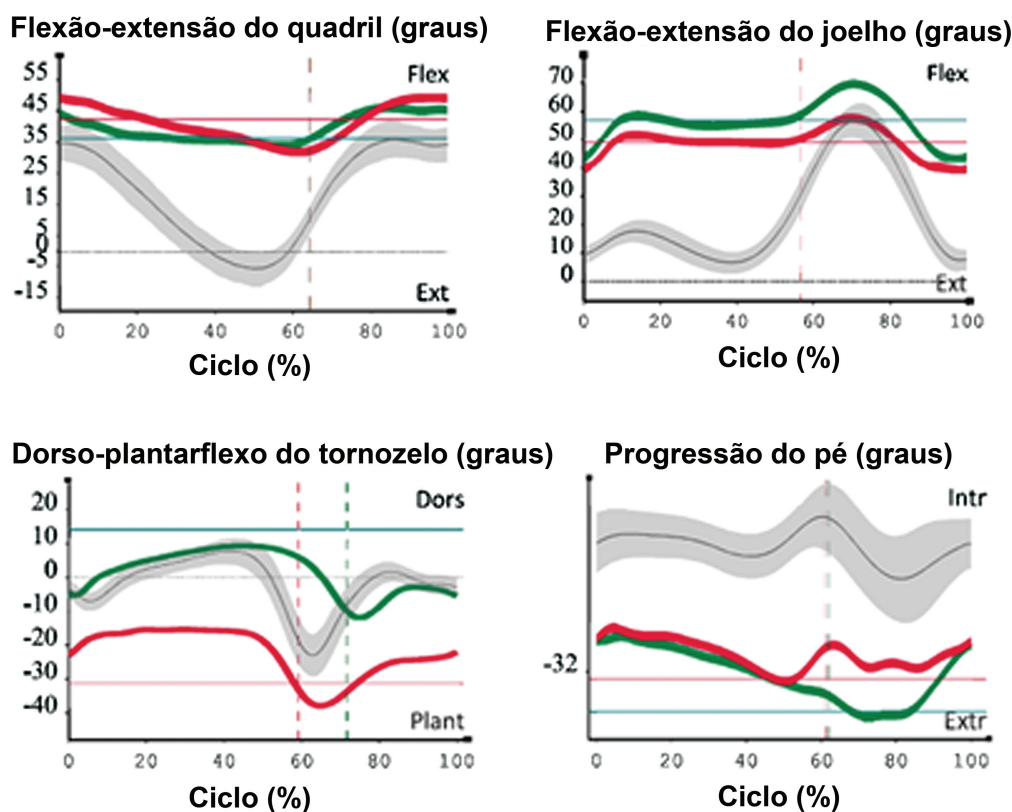 Flexão-extensão do quadril (graus)
55
45
35
25
15
5
0
-5
-15
Flex
Ext
0 20 40 60 80 100
Ciclo (%)
Flexão-extensão do joelho (graus)
70
60
50
40
30
20
10
0
Flex
Ext
0 20 40 60 80 100
Ciclo (%)
Dorso-plantarflexo do tornozelo (graus)
20
10
0
-10
-20
-30
-40
Dors
Plant
0 20 40 60 80 100
Ciclo (%)
Progressão do pé (graus)
-32
Intr
Extr
0 20 40 60 80 100
Ciclo (%)